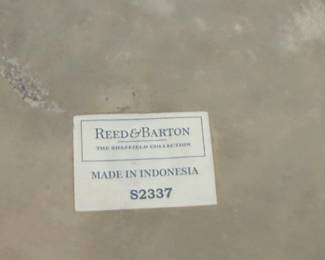 REED&BARTON
THE SHEFFIELD COLLECTION
MADE IN INDONESIA
S2337